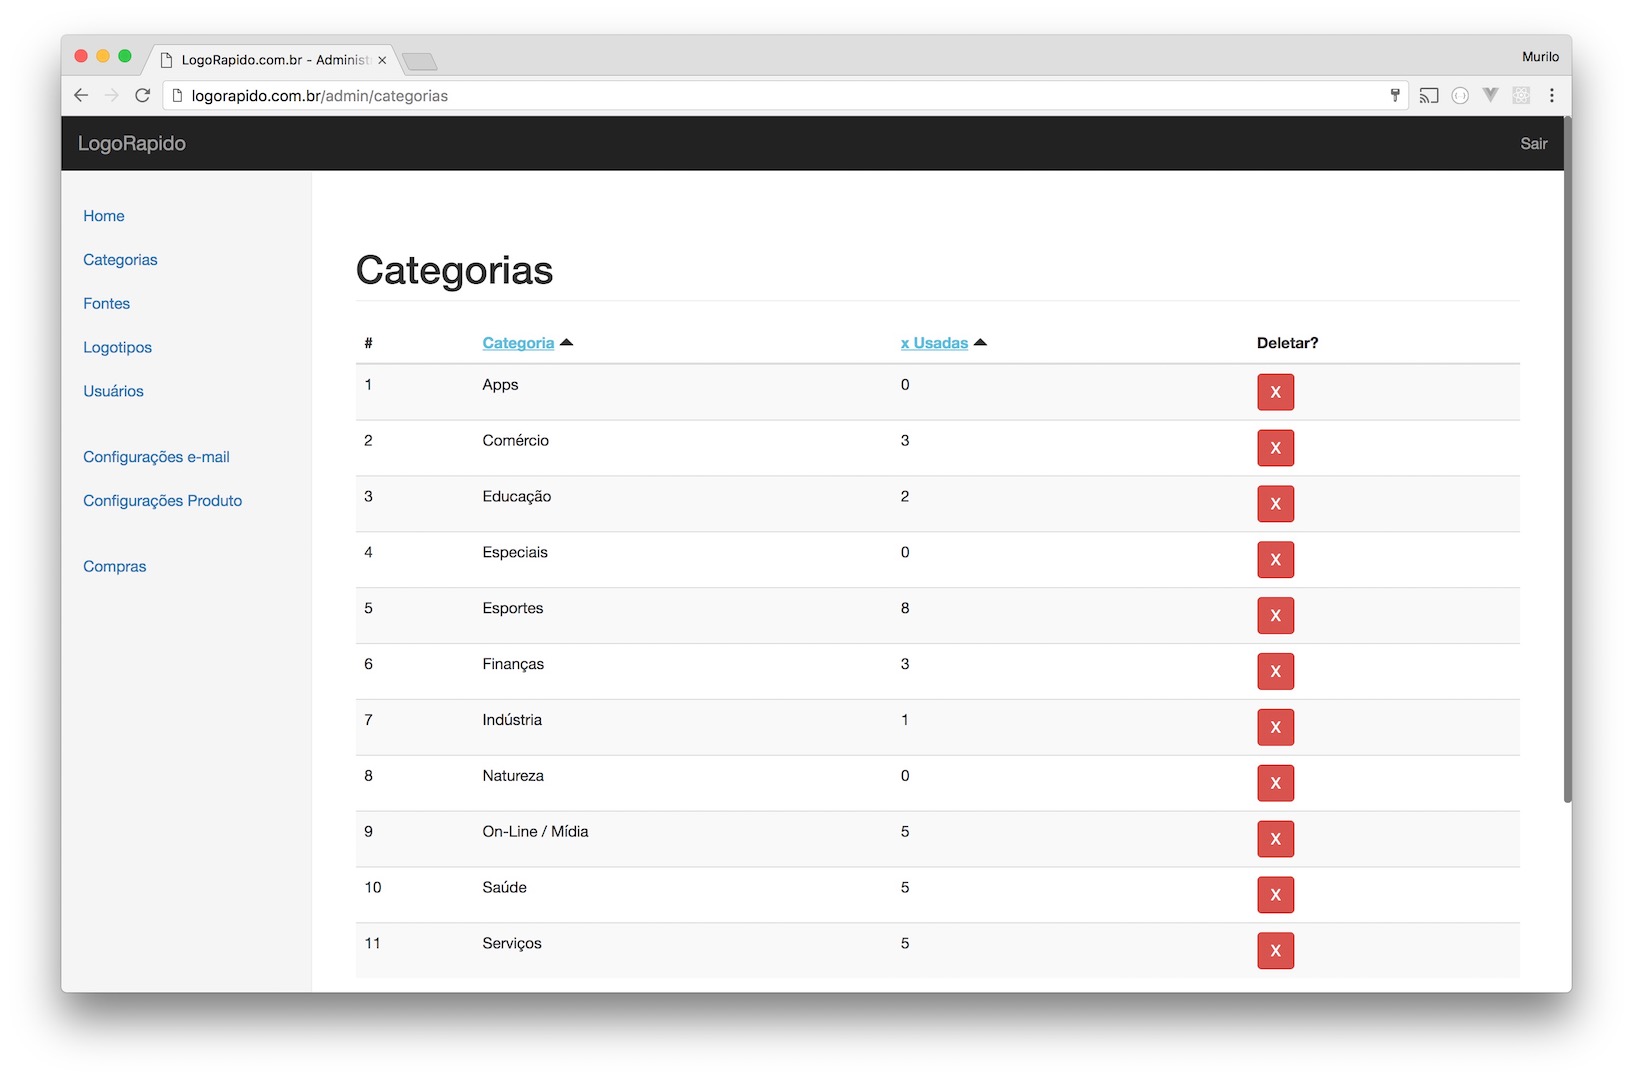 LogoRapido.com.br - Administ
Murilo
logorapido.com.br/admin/categorias
LogoRapido
Sair
Home
Categorias
Fontes
Logotipos
Usuários
Configurações e-mail
Configurações Produto
Compras
Categorias
# Categoria x Usadas Deletar?
1 Apps 0 X
2 Comércio 3 X
3 Educação 2 X
4 Especiais 0 X
5 Esportes 8 X
6 Finanças 3 X
7 Indústria 1 X
8 Natureza 0 X
9 On-Line / Mídia 5 X
10 Saúde 5 X
11 Serviços 5 X